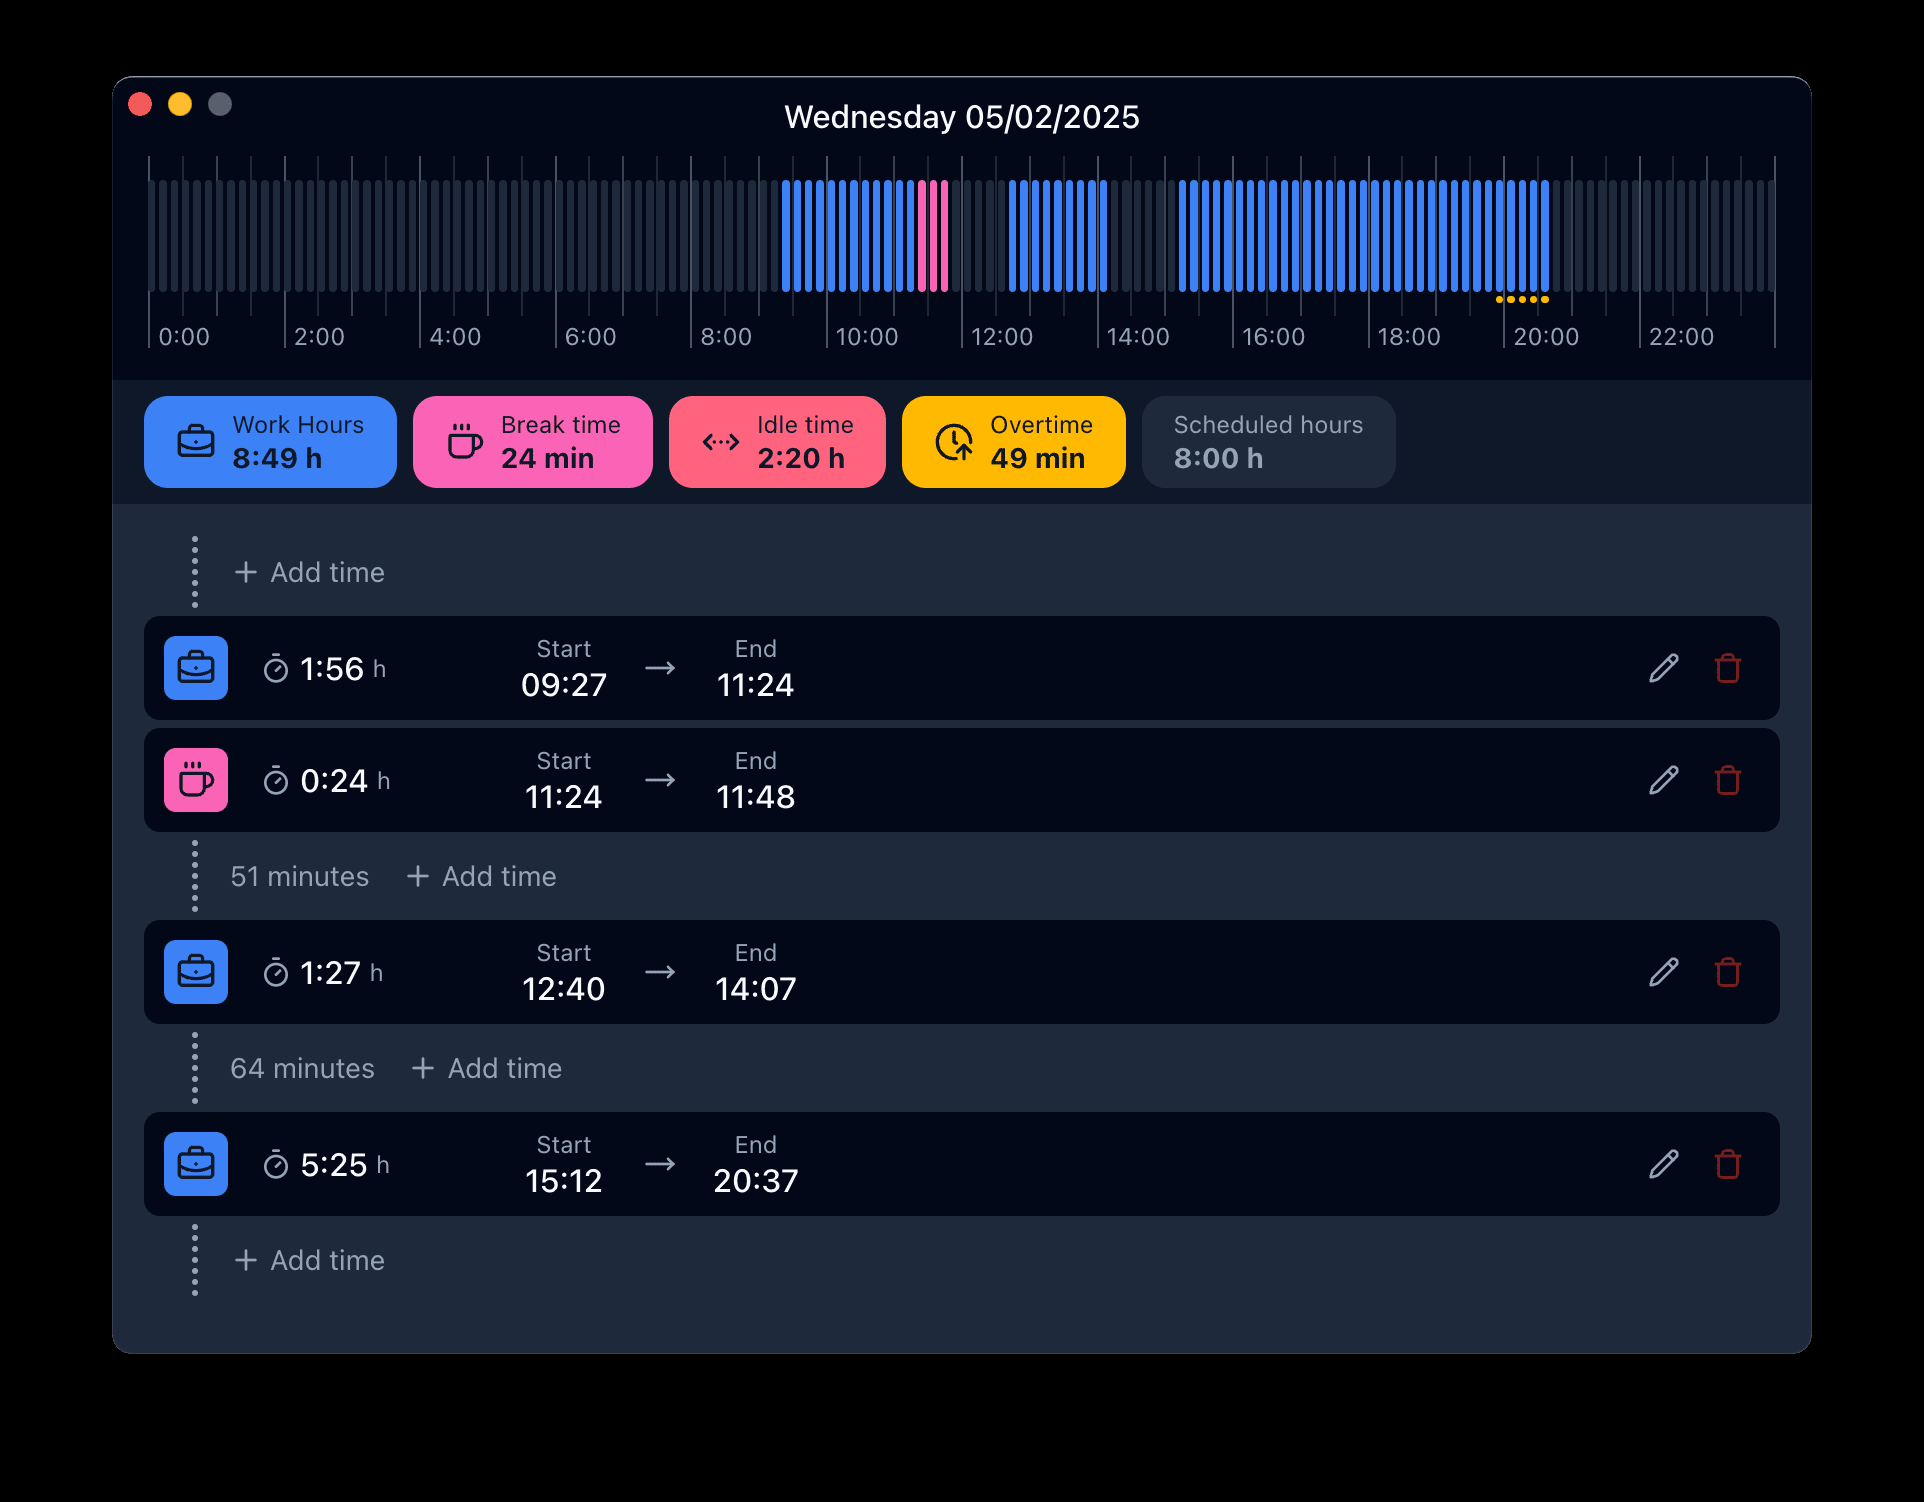 Wednesday 05/02/2025
0:00 2:00 4:00 6:00 8:00 10:00 12:00 14:00 16:00 18:00 20:00 22:00
Work Hours
8:49 h
Break time
24 min
Idle time
2:20 h
Overtime
49 min
Scheduled hours
8:00 h
+ Add time
1:56 h
Start
09:27
→
End
11:24
0:24 h
Start
11:24
→
End
11:48
51 minutes + Add time
1:27 h
Start
12:40
→
End
14:07
64 minutes + Add time
5:25 h
Start
15:12
→
End
20:37
+ Add time